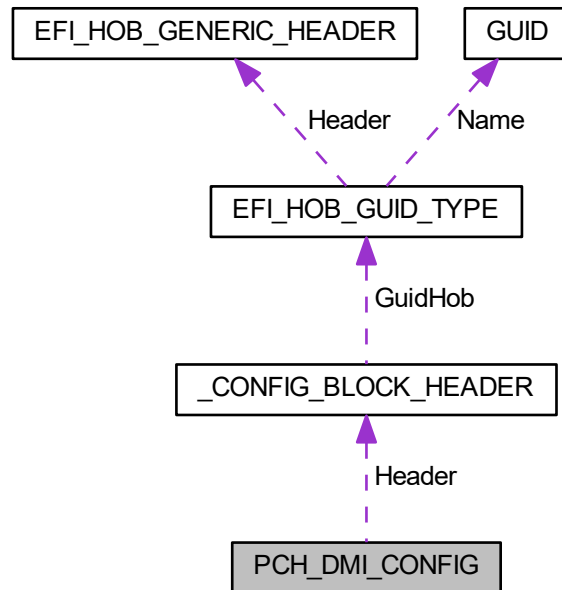 EFI_HOB_GENERIC_HEADER
GUID
Header
Name
EFI_HOB_GUID_TYPE
GuidHob
_CONFIG_BLOCK_HEADER
Header
PCH_DMI_CONFIG